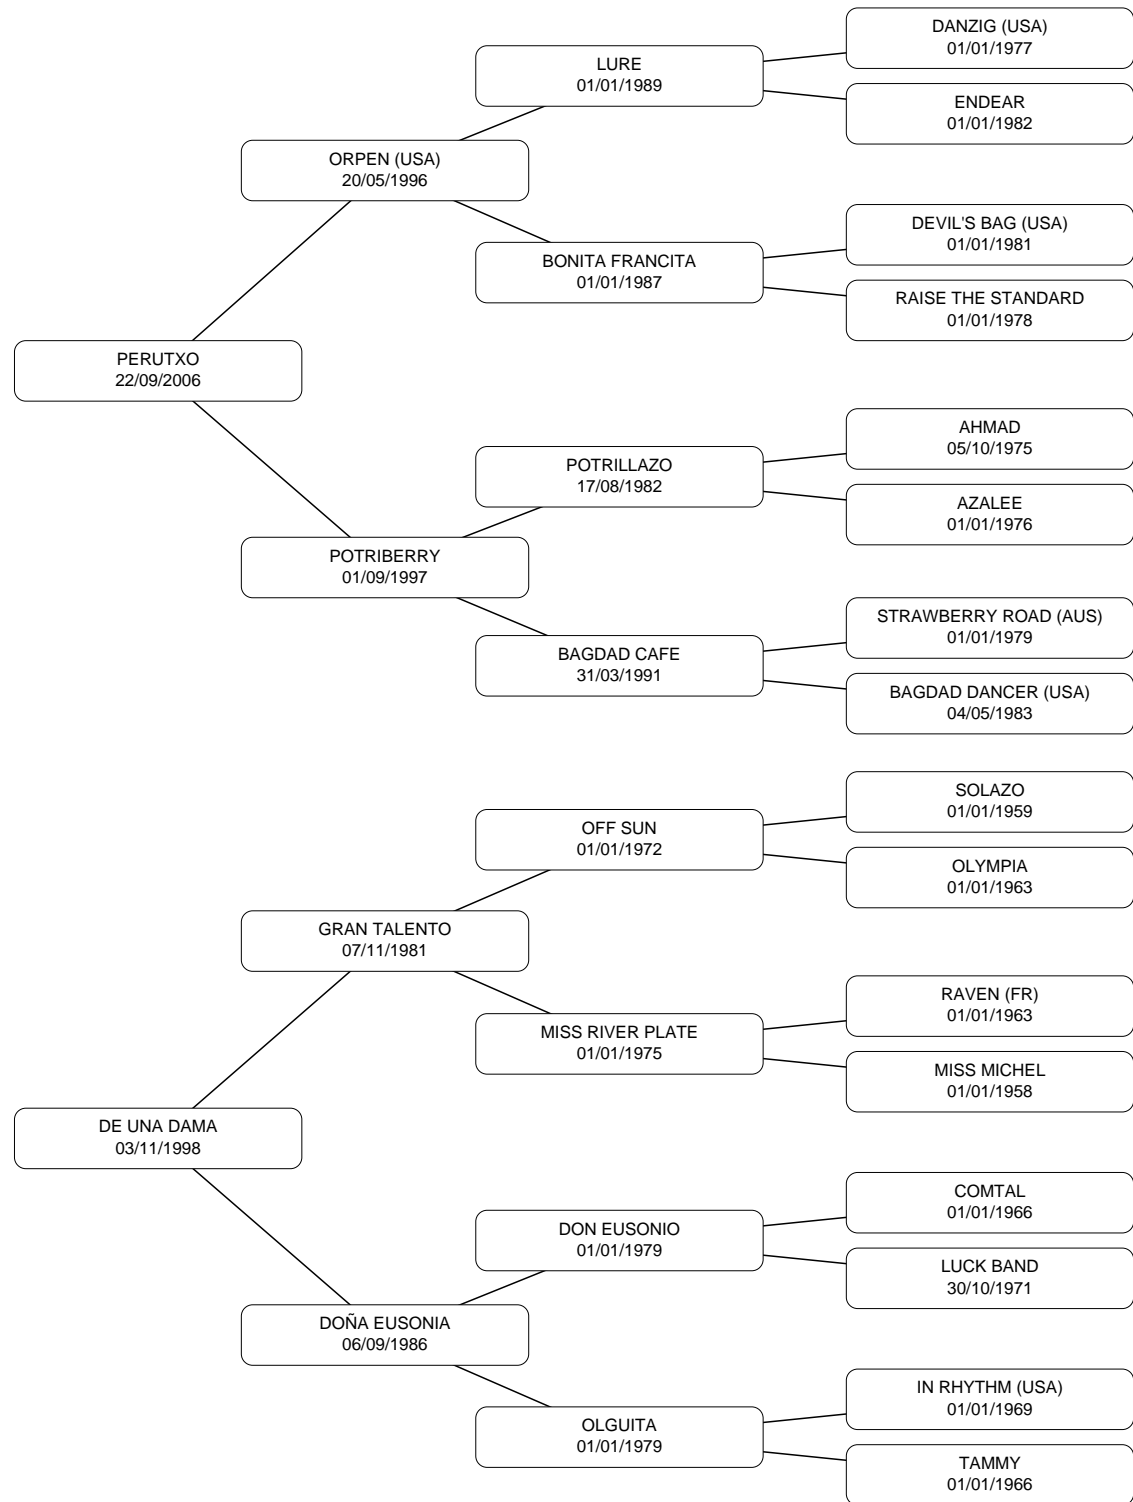 DANZIG (USA)
01/01/1977
LURE
01/01/1989
ENDEAR
01/01/1982
ORPEN (USA)
20/05/1996
DEVIL'S BAG (USA)
01/01/1981
BONITA FRANCITA
01/01/1987
RAISE THE STANDARD
01/01/1978
PERUTXO
22/09/2006
AHMAD
05/10/1975
POTRILLAZO
17/08/1982
AZALEE
01/01/1976
POTRIBERRY
01/09/1997
STRAWBERRY ROAD (AUS)
01/01/1979
BAGDAD CAFE
31/03/1991
BAGDAD DANCER (USA)
04/05/1983
SOLAZO
01/01/1959
OFF SUN
01/01/1972
OLYMPIA
01/01/1963
GRAN TALENTO
07/11/1981
RAVEN (FR)
01/01/1963
MISS RIVER PLATE
01/01/1975
MISS MICHEL
01/01/1958
DE UNA DAMA
03/11/1998
COMTAL
01/01/1966
DON EUSONIO
01/01/1979
LUCK BAND
30/10/1971
DOÑA EUSONIA
06/09/1986
IN RHYTHM (USA)
01/01/1969
OLGUITA
01/01/1979
TAMMY
01/01/1966